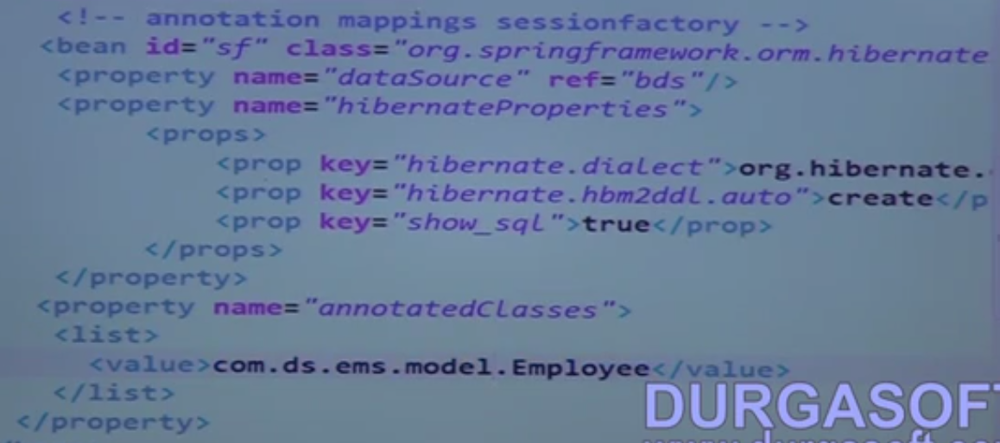 <!-- annotation mappings sessionfactory -->
<bean id="sf" class="org.springframework.orm.hibernate
<property name="dataSource" ref="bds"/>
<property name="hibernateProperties">
<props>
<prop key="hibernate.dialect">org.hibernate.
<prop key="hibernate.hbm2ddl.auto">create</p
<prop key="show_sql">true</prop>
</props>
</property>
<property name="annotatedClasses">
<list>
<value>com.ds.ems.model.Employee</value>
</list>
</property>
DURGASOFT